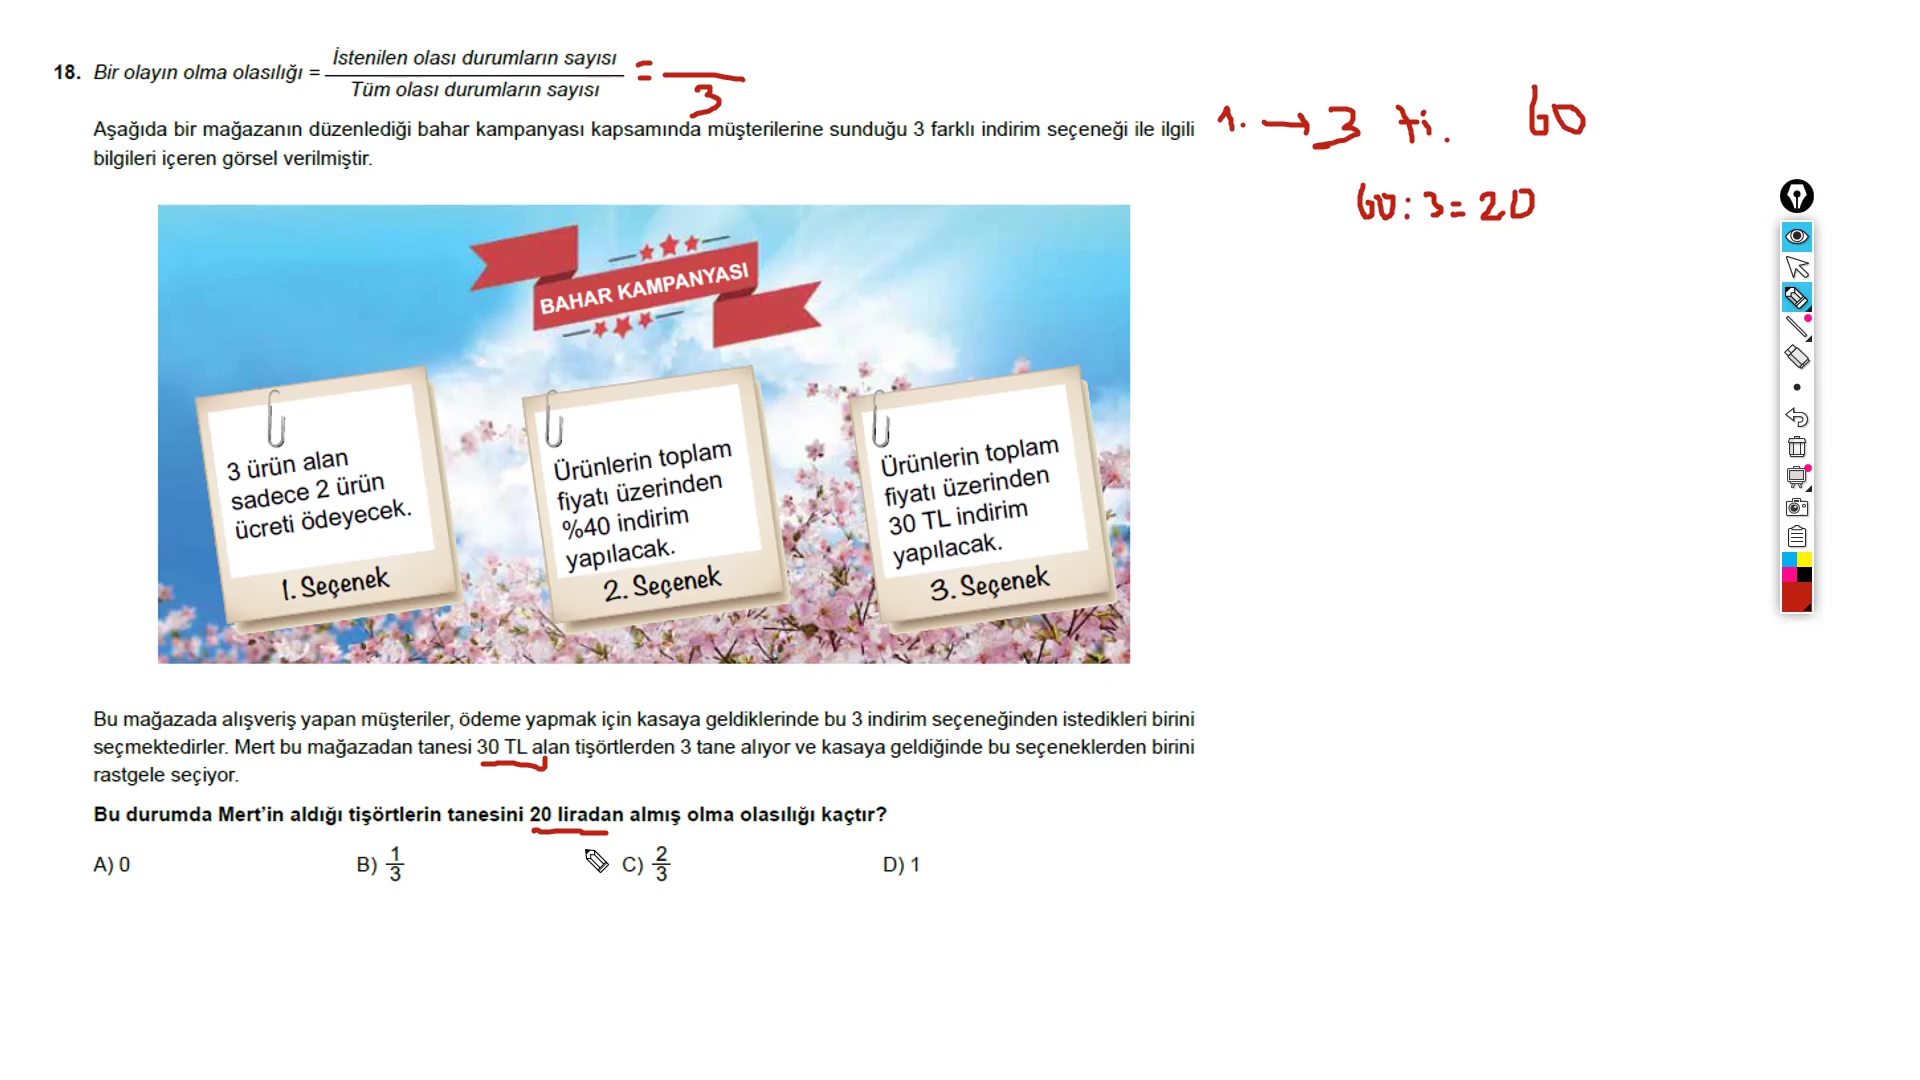 18. Bir olayın olma olasılığı = İstenilen olası durumların sayısı / Tüm olası durumların sayısı = / 3
Aşağıda bir mağazanın düzenlediği bahar kampanyası kapsamında müşterilerine sunduğu 3 farklı indirim seçeneği ile ilgili
bilgileri içeren görsel verilmiştir.
1. → 3 ti. 60
60 : 3 = 20
BAHAR KAMPANYASI
3 ürün alan
sadece 2 ürün
ücreti ödeyecek.
1. Seçenek
Ürünlerin toplam
fiyatı üzerinden
%40 indirim
yapılacak.
2. Seçenek
Ürünlerin toplam
fiyatı üzerinden
30 TL indirim
yapılacak.
3. Seçenek
Bu mağazada alışveriş yapan müşteriler, ödeme yapmak için kasaya geldiklerinde bu 3 indirim seçeneğinden istedikleri birini
seçmektedirler. Mert bu mağazadan tanesi 30 TL alan tişörtlerden 3 tane alıyor ve kasaya geldiğinde bu seçeneklerden birini
rastgele seçiyor.
Bu durumda Mert'in aldığı tişörtlerin tanesini 20 liradan almış olma olasılığı kaçtır?
A) 0 B) 1/3 C) 2/3 D) 1